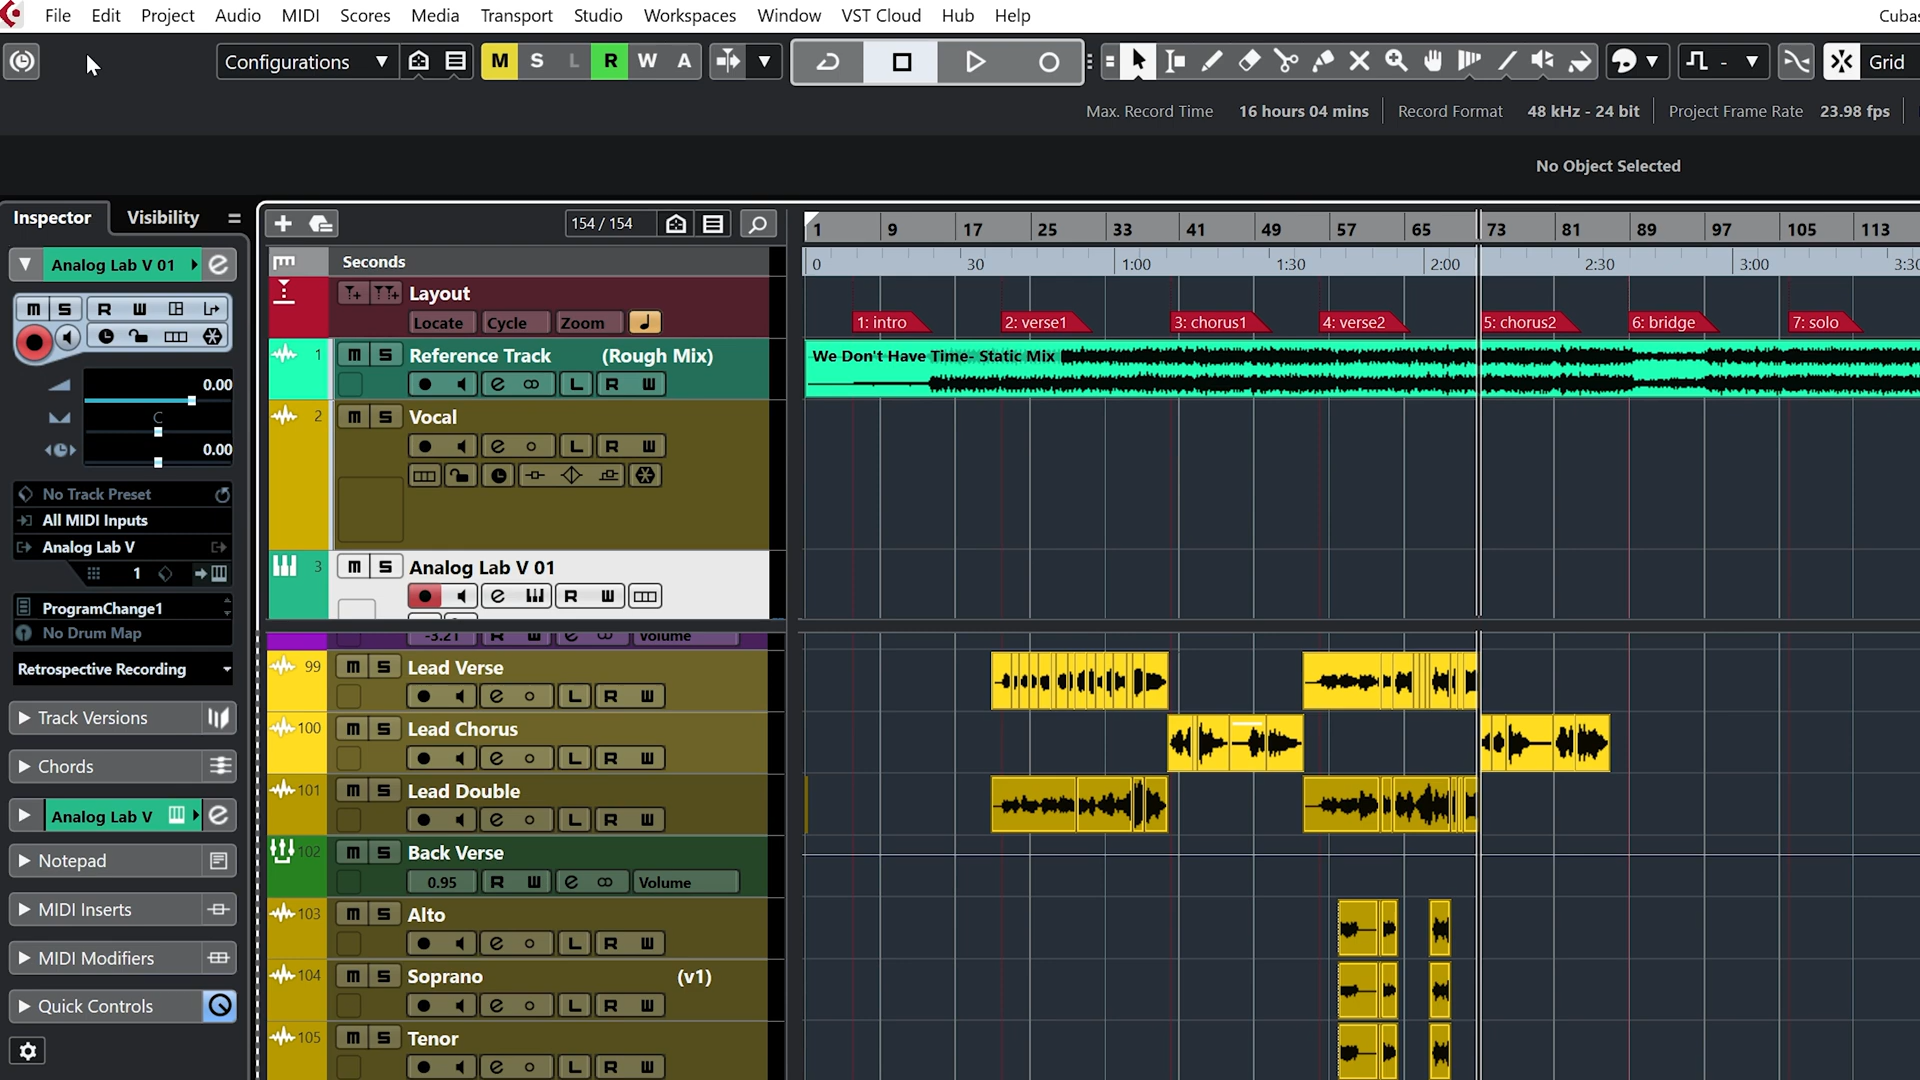 File Edit Project Audio MIDI Scores Media Transport Studio Workspaces Window VST Cloud Hub Help
Configurations M S L R W A Grid
Max. Record Time 16 hours 04 mins Record Format 48 kHz - 24 bit Project Frame Rate 23.98 fps
No Object Selected
Inspector Visibility
154 / 154
1 9 17 25 33 41 49 57 65 73 81 89 97 105 113
Seconds
0 30 1:00 1:30 2:00 2:30 3:00 3:30
Analog Lab V 01
M S R W
0.00
C
0.00
No Track Preset
All MIDI Inputs
Analog Lab V
1
ProgramChange1
No Drum Map
Retrospective Recording
Track Versions
Chords
Analog Lab V
Notepad
MIDI Inserts
MIDI Modifiers
Quick Controls
Layout
Locate Cycle Zoom
1: intro 2: verse1 3: chorus1 4: verse2 5: chorus2 6: bridge 7: solo
1 M S Reference Track (Rough Mix)
e L R W
We Don't Have Time- Static Mix
2 M S Vocal
e L R W
3 M S Analog Lab V 01
e R W
-3.21 R W e Volume
99 M S Lead Verse
e L R W
100 M S Lead Chorus
e L R W
101 M S Lead Double
e L R W
102 M S Back Verse
0.95 R W e Volume
103 M S Alto
e L R W
104 M S Soprano (v1)
e L R W
105 M S Tenor
e L R W